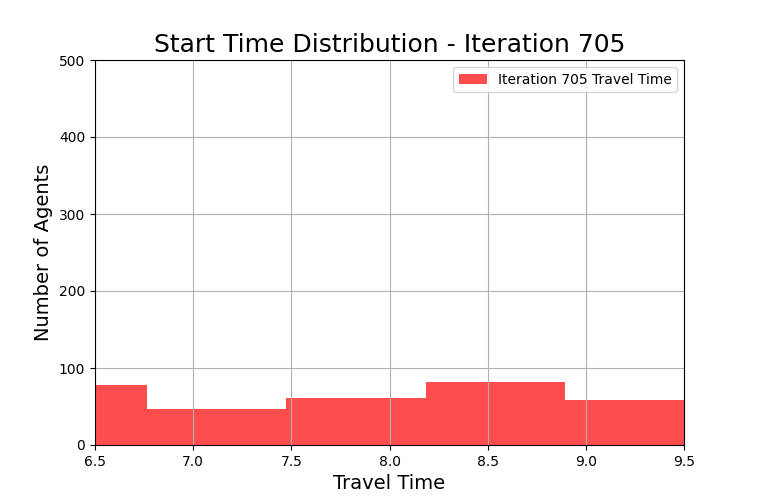 Start Time Distribution - Iteration 705
Iteration 705 Travel Time
Number of Agents
500
400
300
200
100
0
6.5 7.0 7.5 8.0 8.5 9.0 9.5
Travel Time